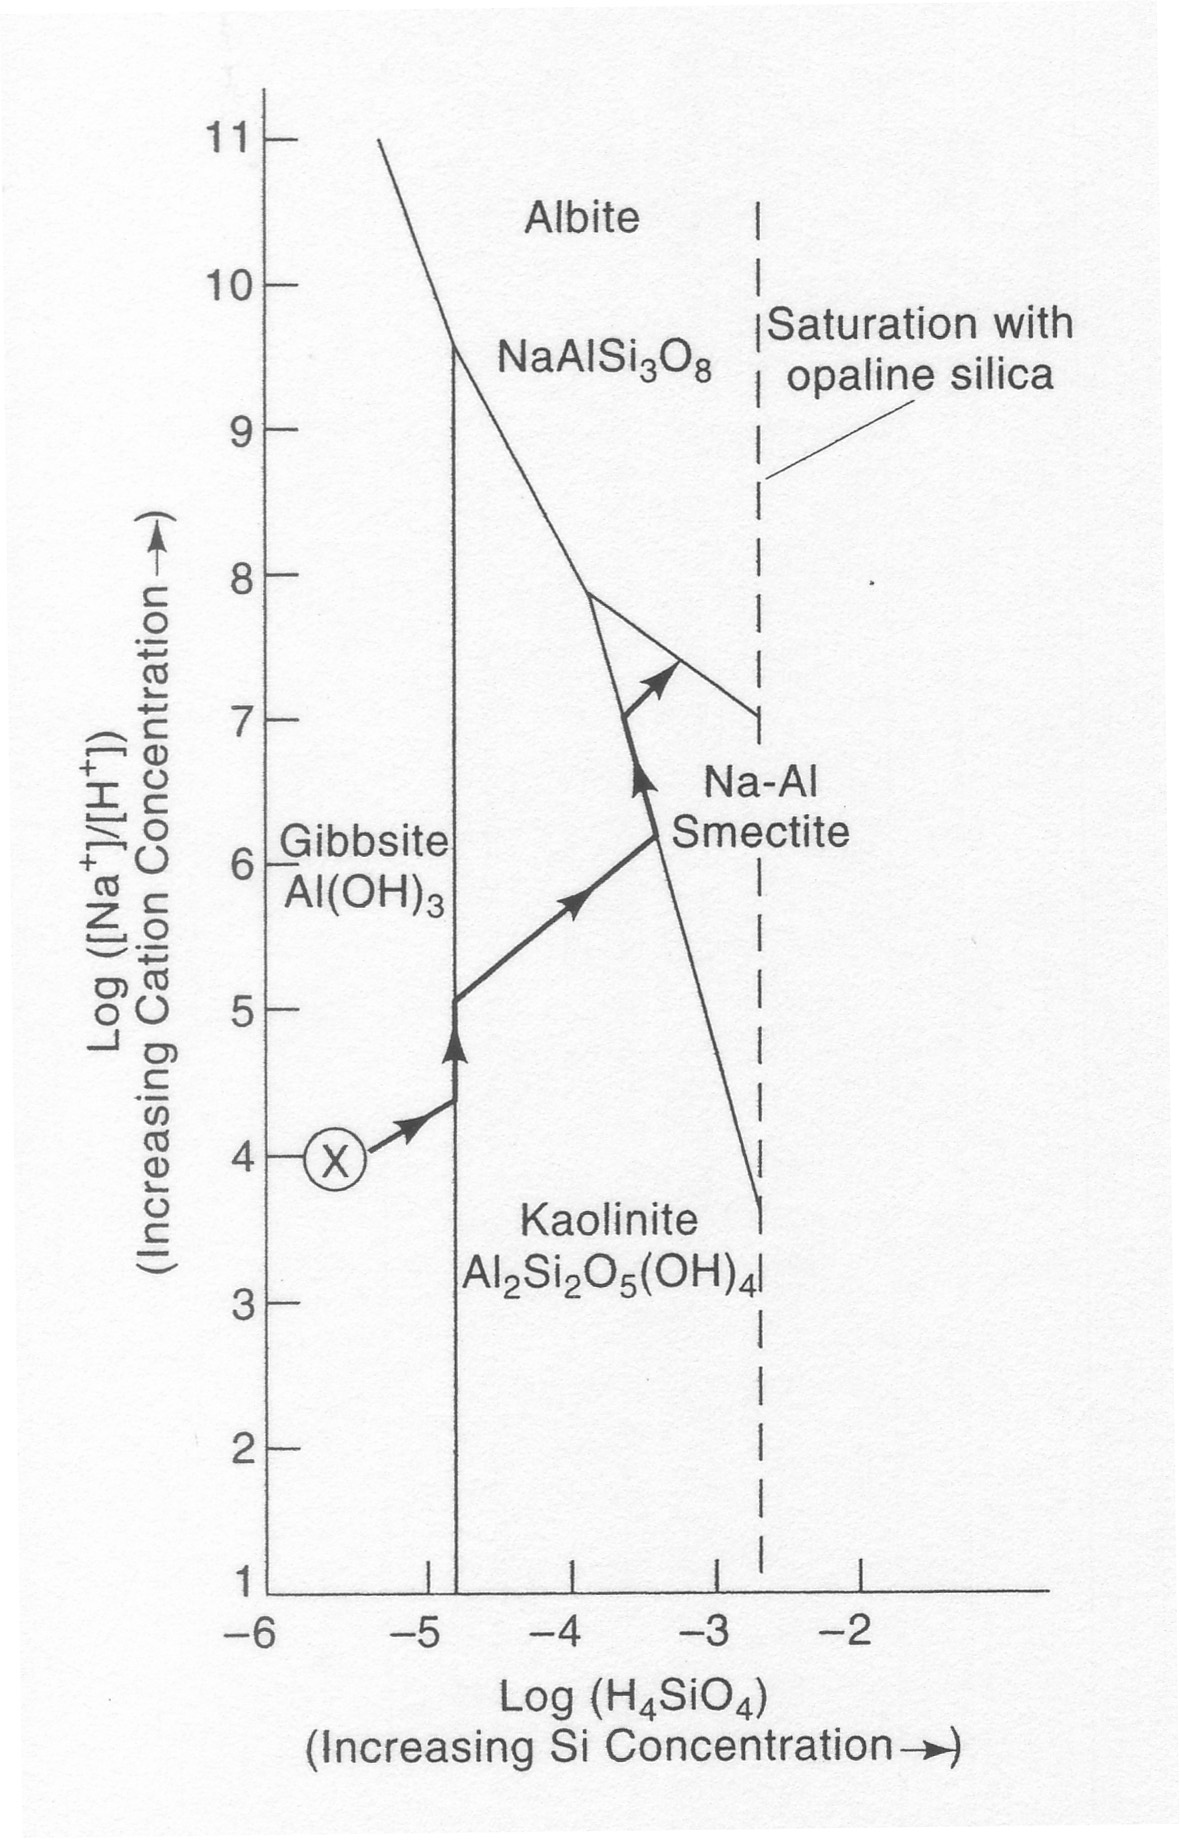 11
Albite
10
Saturation with
opaline silica
NaAlSi₃O₈
9
8
7
Na-Al
Smectite
Gibbsite
Al(OH)₃
6
5
4
X
Kaolinite
Al₂Si₂O₅(OH)₄
3
2
1
Log ([Na⁺]/[H⁺])
(Increasing Cation Concentration→)
−6 −5 −4 −3 −2
Log (H₄SiO₄)
(Increasing Si Concentration→)